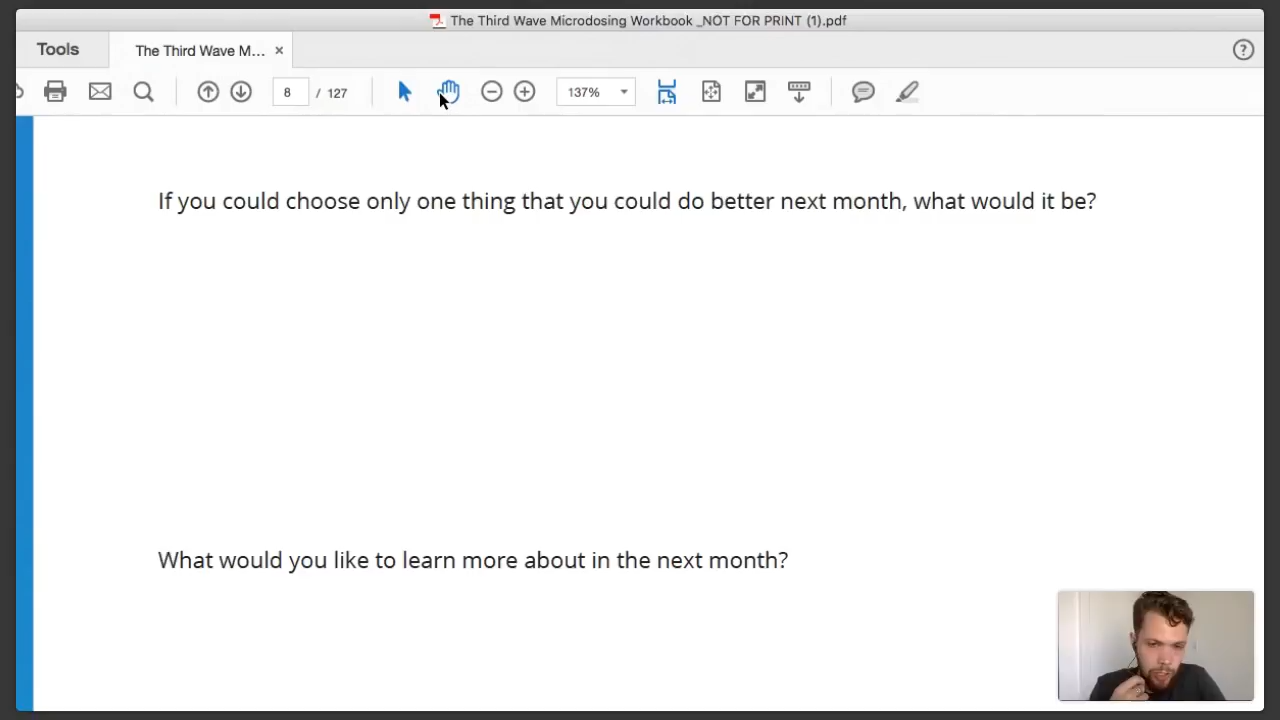 The Third Wave Microdosing Workbook _NOT FOR PRINT (1).pdf
Tools
The Third Wave M... ×
?
8 / 127
137%
If you could choose only one thing that you could do better next month, what would it be?
What would you like to learn more about in the next month?